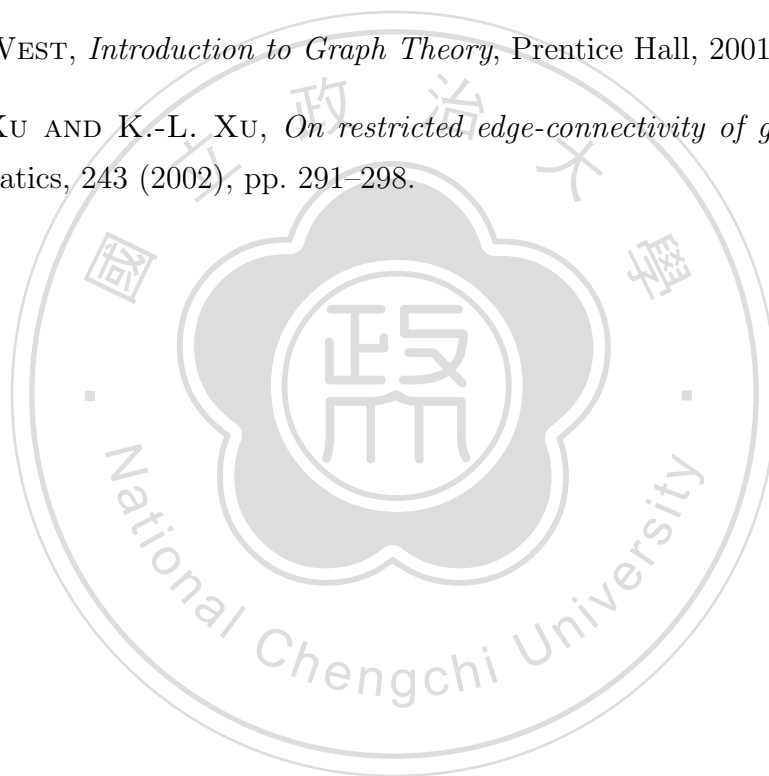 WEST, Introduction to Graph Theory, Prentice Hall, 2001
XU AND K.-L. XU, On restricted edge-connectivity of g
atics, 243 (2002), pp. 291–298.
國立政治大學
National Chengchi University